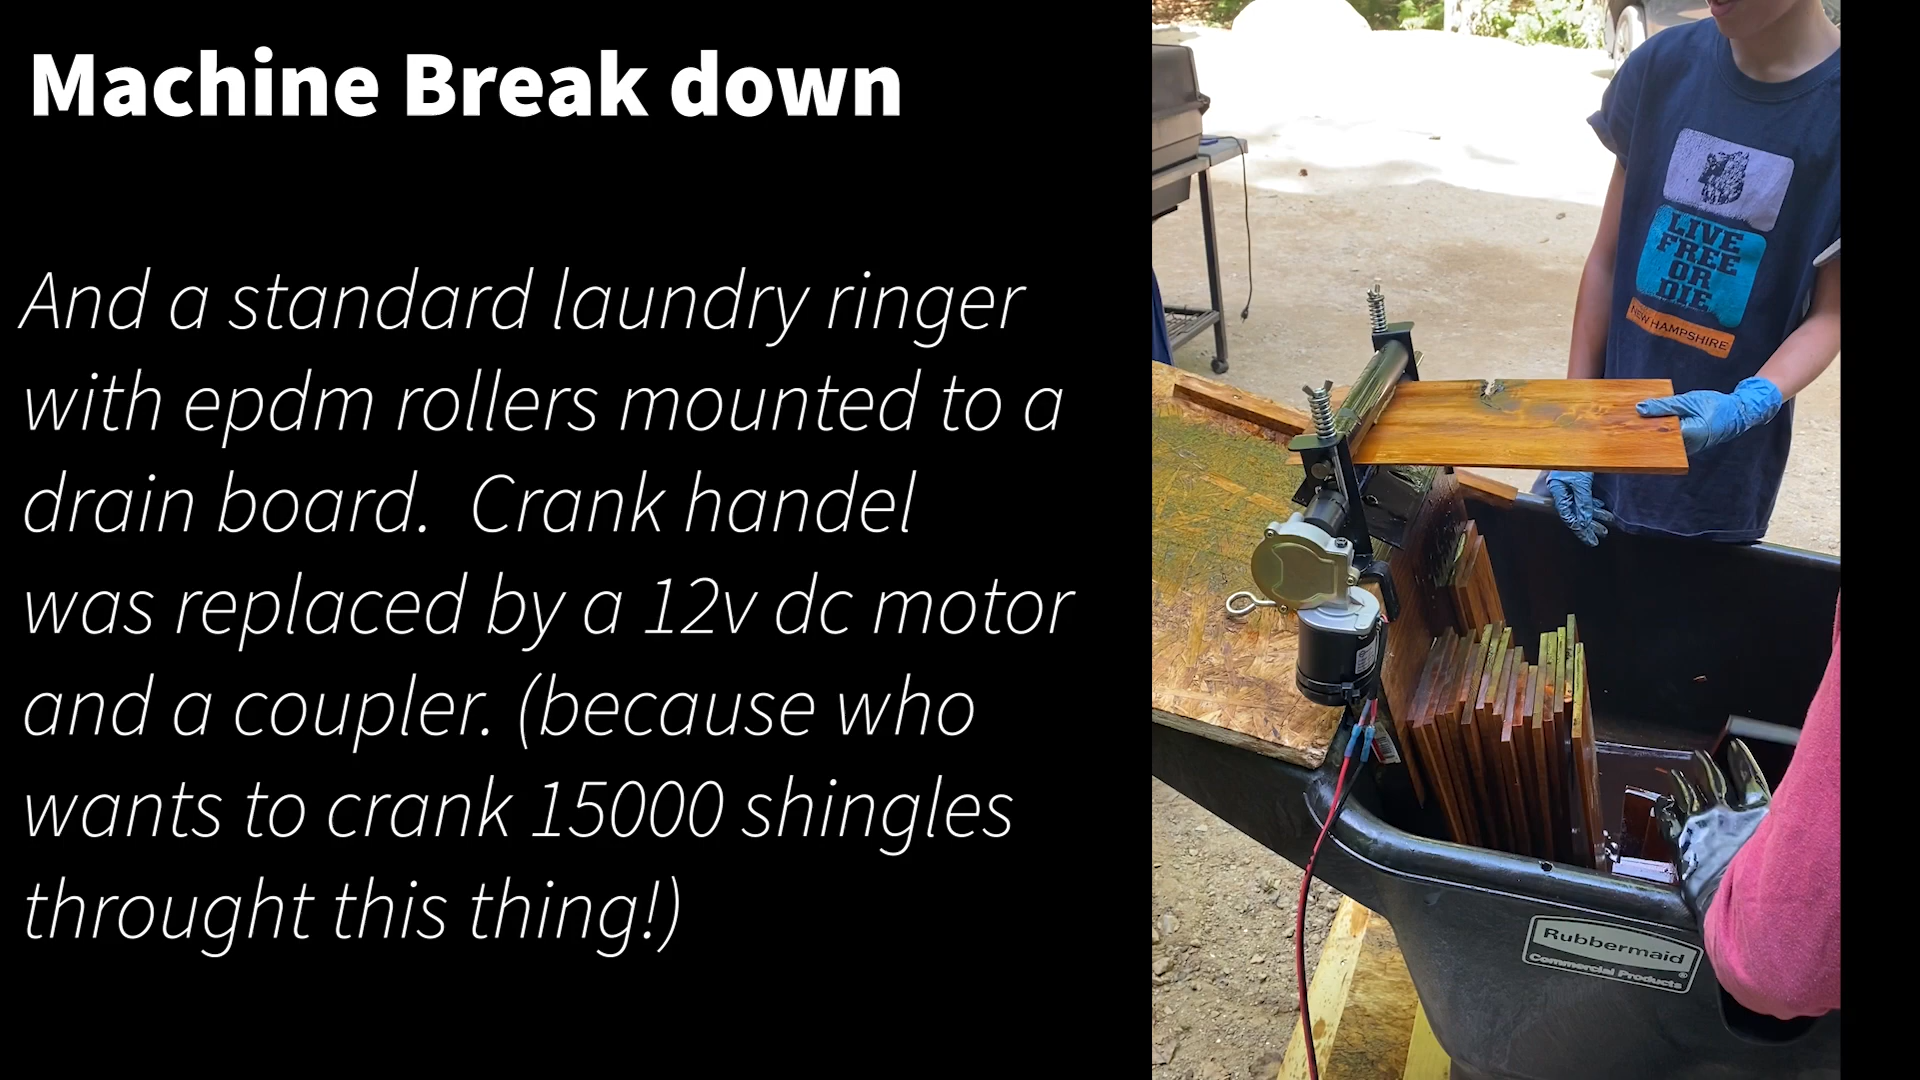 Machine Break down
And a standard laundry ringer
with epdm rollers mounted to a
drain board.  Crank handel
was replaced by a 12v dc motor
and a coupler. (because who
wants to crank 15000 shingles
throught this thing!)
LIVE
FREE
OR
DIE
NEW HAMPSHIRE
Rubbermaid
Commercial Products®